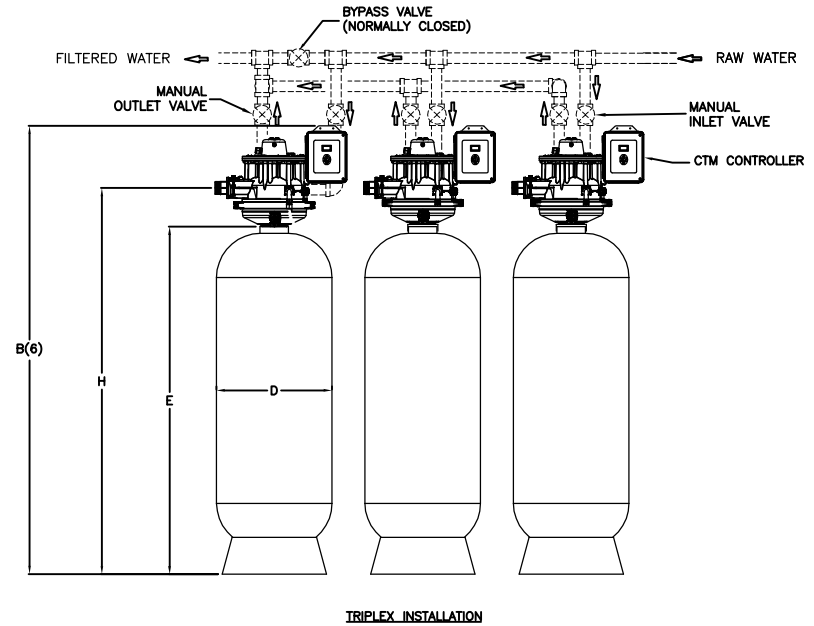 BYPASS VALVE
(NORMALLY CLOSED)
FILTERED WATER
RAW WATER
MANUAL
OUTLET VALVE
MANUAL
INLET VALVE
CTM CONTROLLER
B(6)
H
E
D
TRIPLEX INSTALLATION